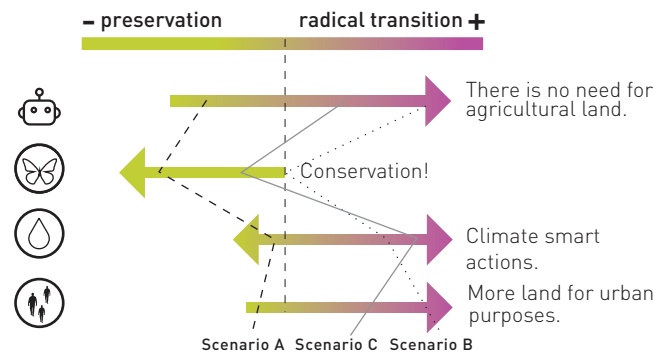 - preservation radical transition +
There is no need for
agricultural land.
Conservation!
Climate smart
actions.
More land for urban
purposes.
Scenario A Scenario C Scenario B